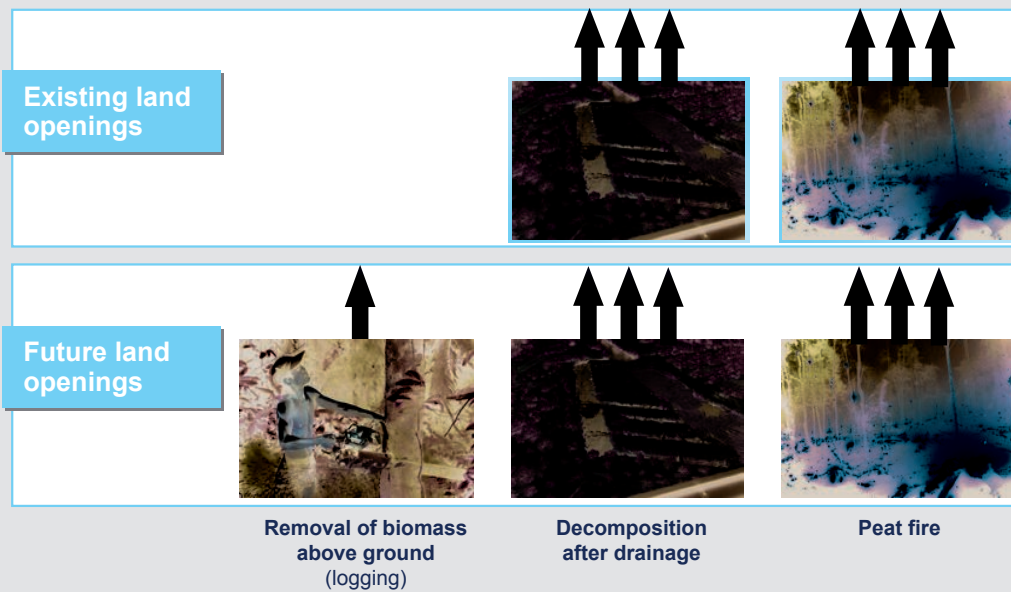 Existing land
openings
Future land
openings
Removal of biomass
above ground
(logging)
Decomposition
after drainage
Peat fire